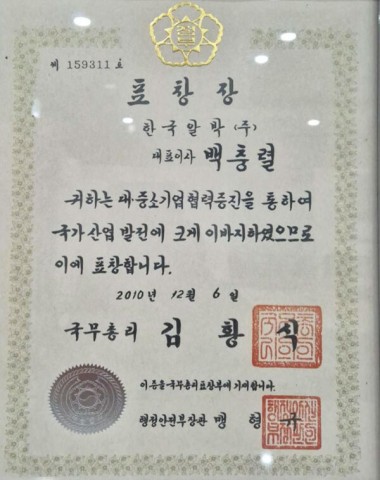 제 159311 호
표 창 장
한국알박(주)
대표이사 백충렬
귀하는 대·중소기업협력증진을 통하여
국가산업 발전에 크게 이바지하였으므로
이에 표창합니다.
2010년 12월 6일
국무총리 김황식
이 증을 국무총리표창부에 기입합니다.
행정안전부장관 맹형규